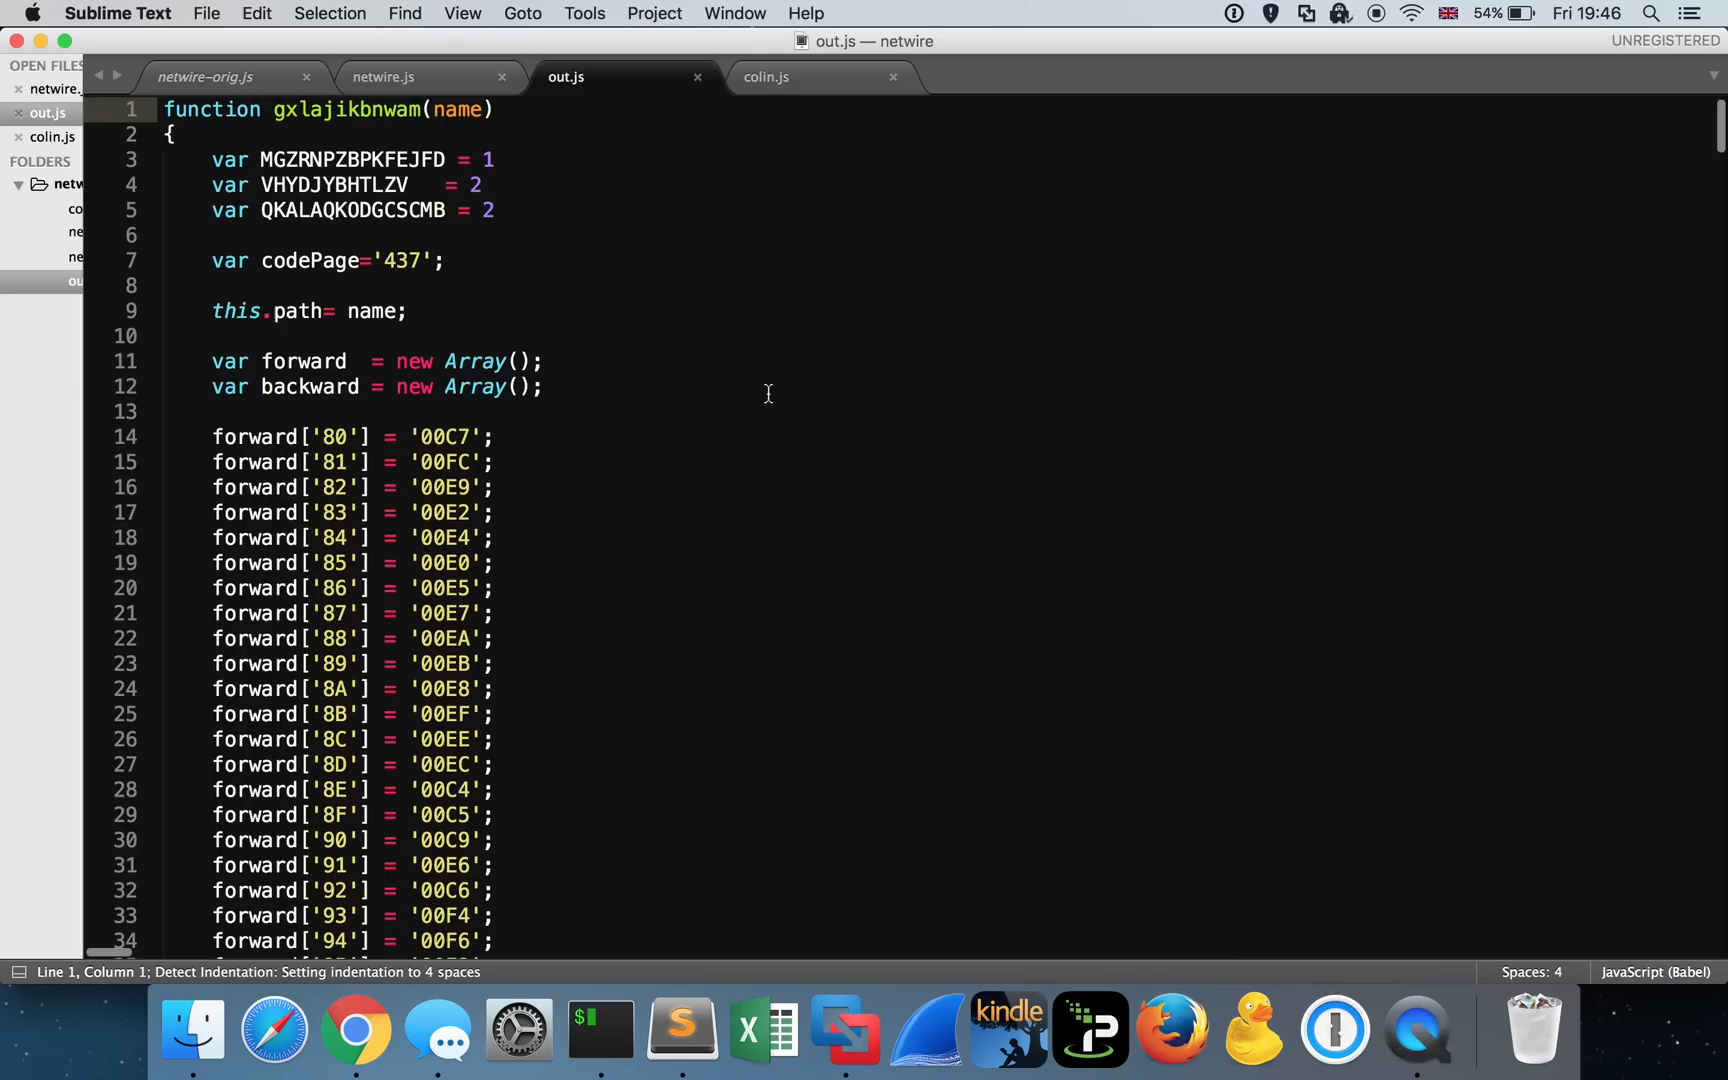 Sublime Text File Edit Selection Find View Goto Tools Project Window Help 54% Fri 19:46
out.js — netwire UNREGISTERED
OPEN FILES
netwire.
out.js
colin.js
FOLDERS
netw
co
ne
ne
ou
netwire-orig.js netwire.js out.js colin.js
1 function gxlajikbnwam(name)
2 {
3 var MGZRNPZBPKFEJFD = 1
4 var VHYDJYBHTLZV = 2
5 var QKALAQKODGCSCMB = 2
6
7 var codePage='437';
8
9 this.path= name;
10
11 var forward = new Array();
12 var backward = new Array();
13
14 forward['80'] = '00C7';
15 forward['81'] = '00FC';
16 forward['82'] = '00E9';
17 forward['83'] = '00E2';
18 forward['84'] = '00E4';
19 forward['85'] = '00E0';
20 forward['86'] = '00E5';
21 forward['87'] = '00E7';
22 forward['88'] = '00EA';
23 forward['89'] = '00EB';
24 forward['8A'] = '00E8';
25 forward['8B'] = '00EF';
26 forward['8C'] = '00EE';
27 forward['8D'] = '00EC';
28 forward['8E'] = '00C4';
29 forward['8F'] = '00C5';
30 forward['90'] = '00C9';
31 forward['91'] = '00E6';
32 forward['92'] = '00C6';
33 forward['93'] = '00F4';
34 forward['94'] = '00F6';
Line 1, Column 1; Detect Indentation: Setting indentation to 4 spaces Spaces: 4 JavaScript (Babel)
$ S X kindle P